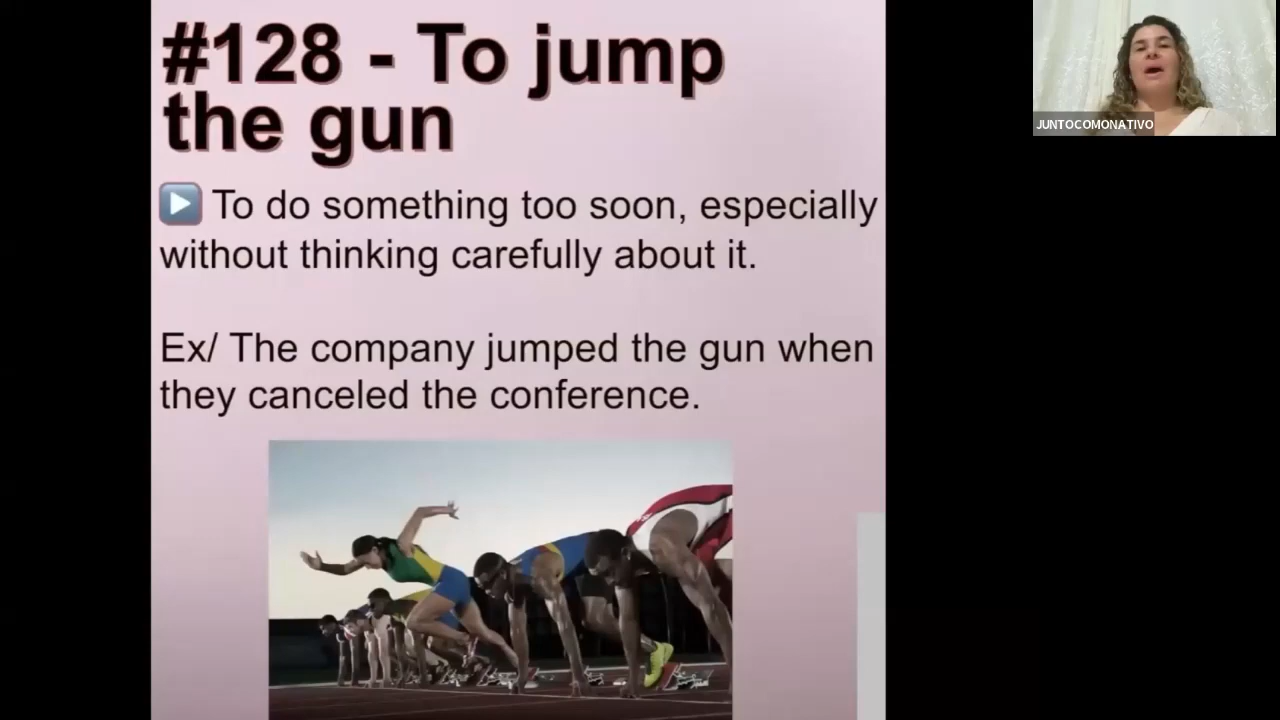 #128 - To jump
the gun
To do something too soon, especially
without thinking carefully about it.
Ex/ The company jumped the gun when
they canceled the conference.
JUNTOCOMONATIVO